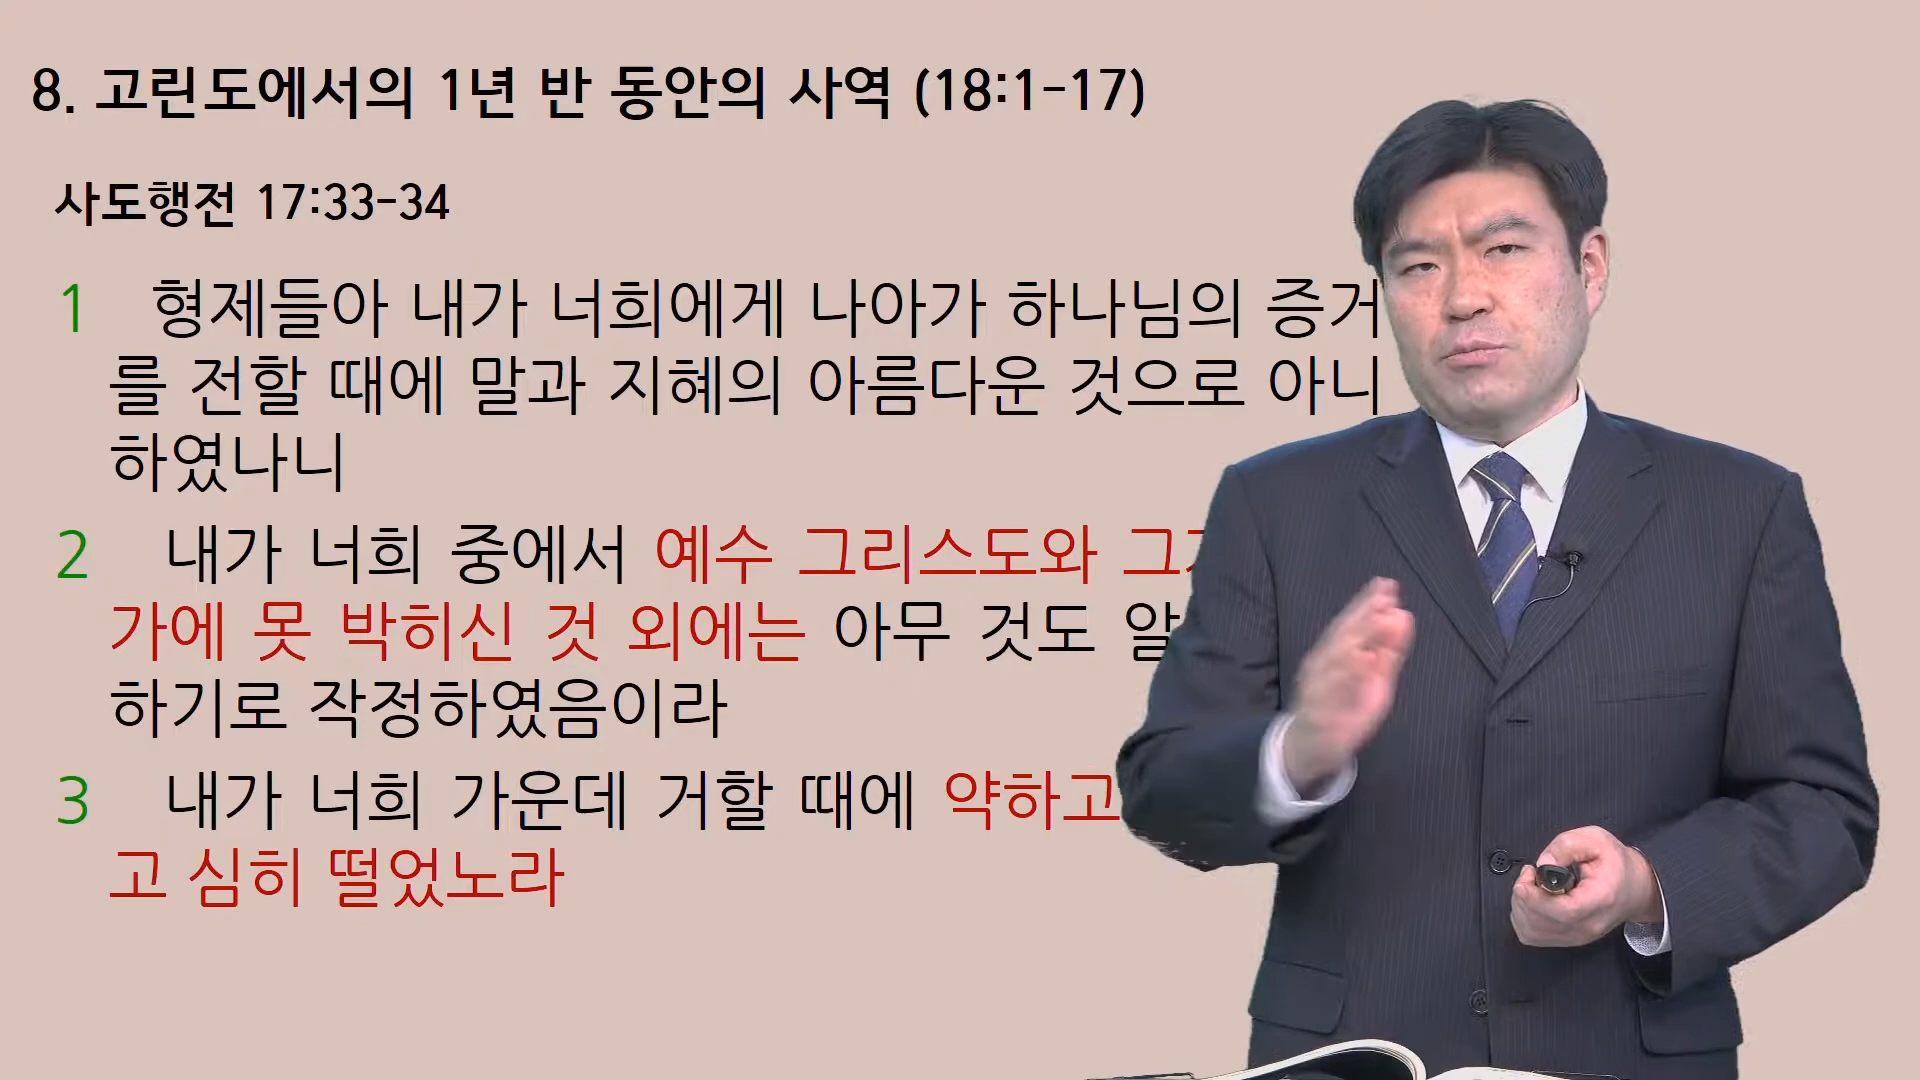 8. 고린도에서의 1년 반 동안의 사역 (18:1-17)
사도행전 17:33-34
1 형제들아 내가 너희에게 나아가 하나님의 증거
를 전할 때에 말과 지혜의 아름다운 것으로 아니
하였나니
2 내가 너희 중에서 예수 그리스도와 그가
가에 못 박히신 것 외에는 아무 것도 알
하기로 작정하였음이라
3 내가 너희 가운데 거할 때에 약하고
고 심히 떨었노라